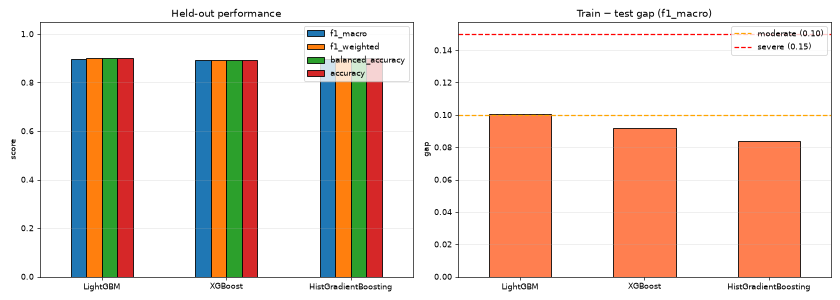 Held-out performance
score
1.0
0.8
0.6
0.4
0.2
0.0
LightGBM
XGBoost
HistGradientBoosting
f1_macro
f1_weighted
balanced_accuracy
accuracy
Train − test gap (f1_macro)
gap
0.14
0.12
0.10
0.08
0.06
0.04
0.02
0.00
LightGBM
XGBoost
HistGradientBoosting
moderate (0.10)
severe (0.15)